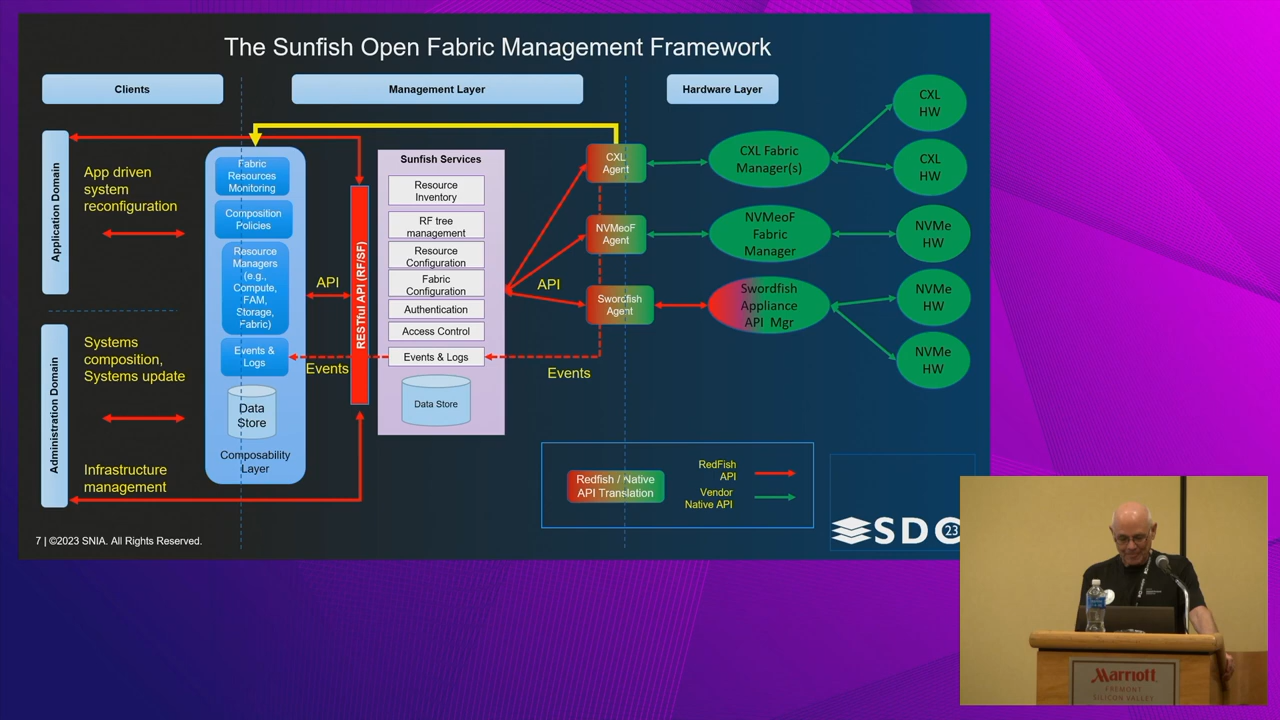 The Sunfish Open Fabric Management Framework
Clients
Management Layer
Hardware Layer
Application Domain
App driven
system
reconfiguration
Administration Domain
Systems
composition,
Systems update
Infrastructure
management
Fabric
Resources
Monitoring
Composition
Policies
Resource
Managers
(e.g.,
Compute,
FAM,
Storage,
Fabric)
Events &
Logs
Data
Store
Composability
Layer
API
Events
RESTful API (RF/SF)
Sunfish Services
Resource
Inventory
RF tree
management
Resource
Configuration
Fabric
Configuration
Authentication
Access Control
Events & Logs
Data Store
API
Events
CXL
Agent
NVMeoF
Agent
Swordfish
Agent
CXL Fabric
Manager(s)
NVMeoF
Fabric
Manager
Swordfish
Appliance
API Mgr
CXL
HW
CXL
HW
NVMe
HW
NVMe
HW
NVMe
HW
Redfish / Native
API Translation
RedFish
API
Vendor
Native API
7 | ©2023 SNIA. All Rights Reserved.
SDC
23
Marriott
FREMONT
SILICON VALLEY